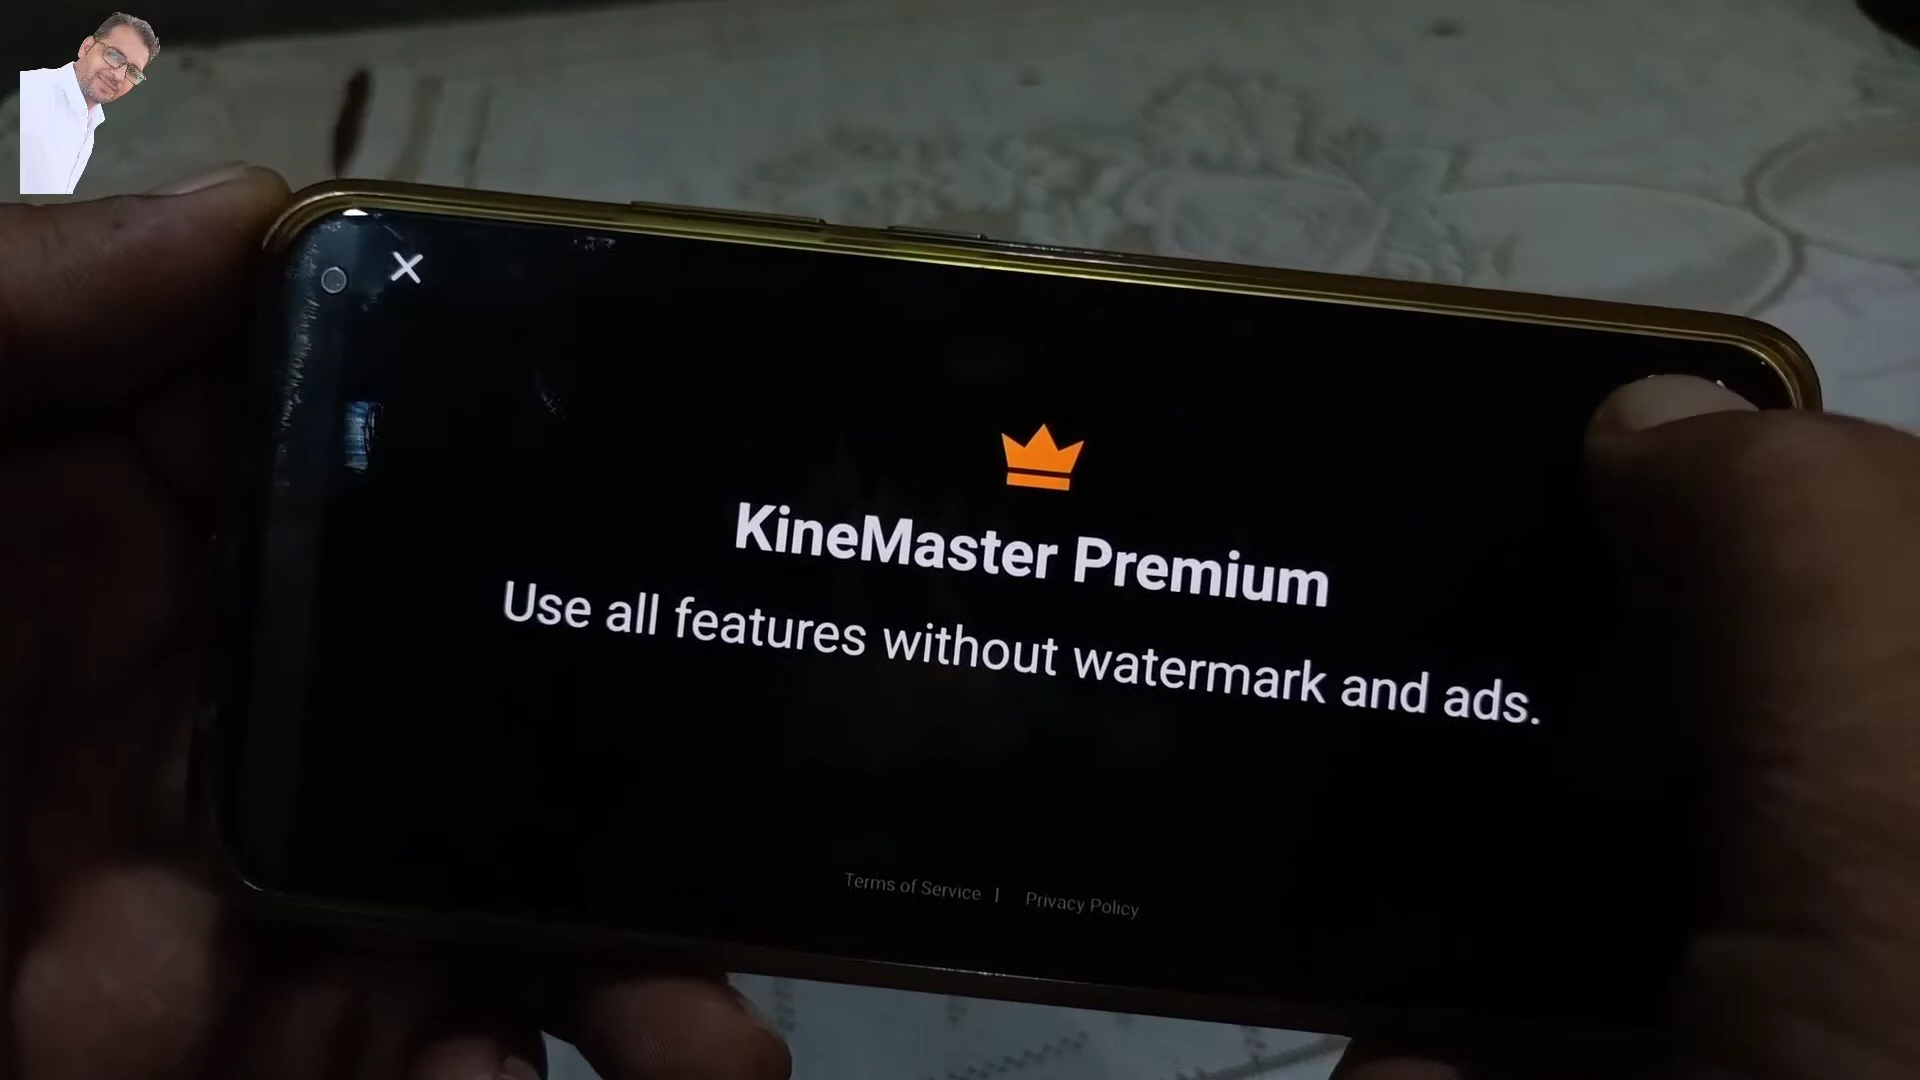 KineMaster Premium
Use all features without watermark and ads.
Terms of Service | Privacy Policy